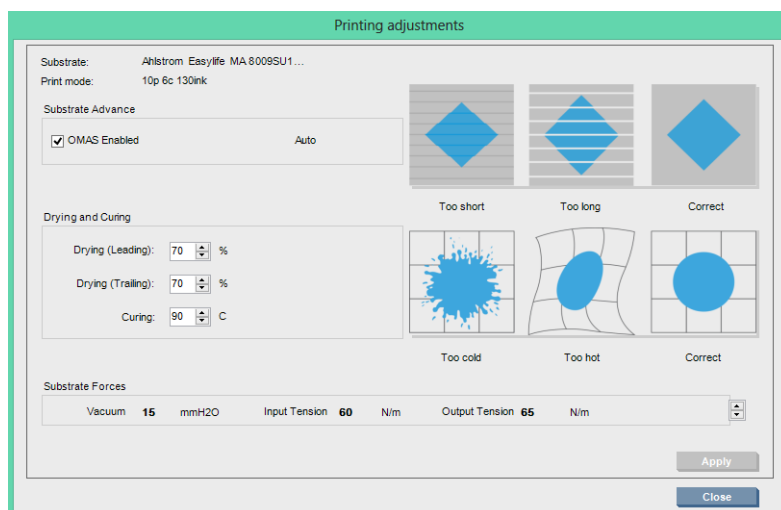 Printing adjustments
Substrate: Ahlstrom Easylife MA 8009SU1...
Print mode: 10p 6c 130ink
Substrate Advance
OMAS Enabled Auto
Too short Too long Correct
Drying and Curing
Drying (Leading): 70 %
Drying (Trailing): 70 %
Curing: 90 C
Too cold Too hot Correct
Substrate Forces
Vacuum 15 mmH2O Input Tension 60 N/m Output Tension 65 N/m
Apply
Close